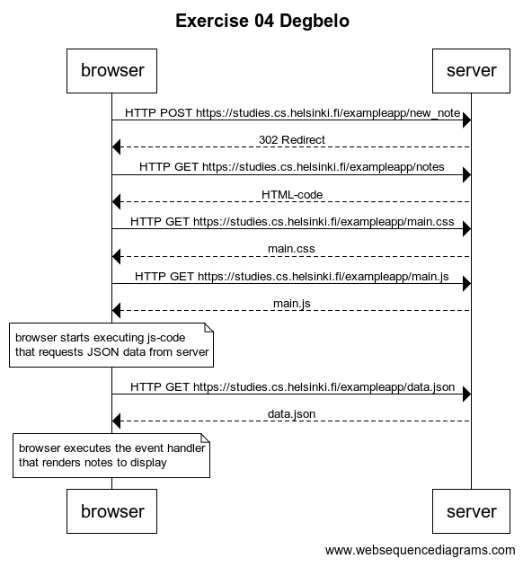 Exercise 04 Degbelo
browser
server
HTTP POST https://studies.cs.helsinki.fi/exampleapp/new_note
302 Redirect
HTTP GET https://studies.cs.helsinki.fi/exampleapp/notes
HTML-code
HTTP GET https://studies.cs.helsinki.fi/exampleapp/main.css
main.css
HTTP GET https://studies.cs.helsinki.fi/exampleapp/main.js
main.js
browser starts executing js-code
that requests JSON data from server
HTTP GET https://studies.cs.helsinki.fi/exampleapp/data.json
data.json
browser executes the event handler
that renders notes to display
browser
server
www.websequencediagrams.com